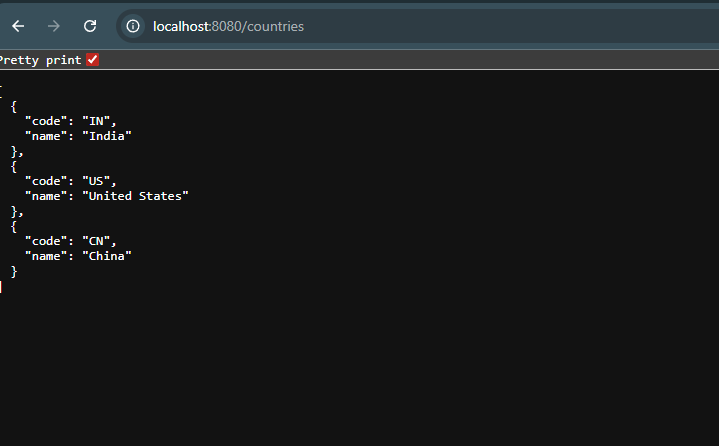 localhost:8080/countries
Pretty print
[
  {
    "code": "IN",
    "name": "India"
  },
  {
    "code": "US",
    "name": "United States"
  },
  {
    "code": "CN",
    "name": "China"
  }
]